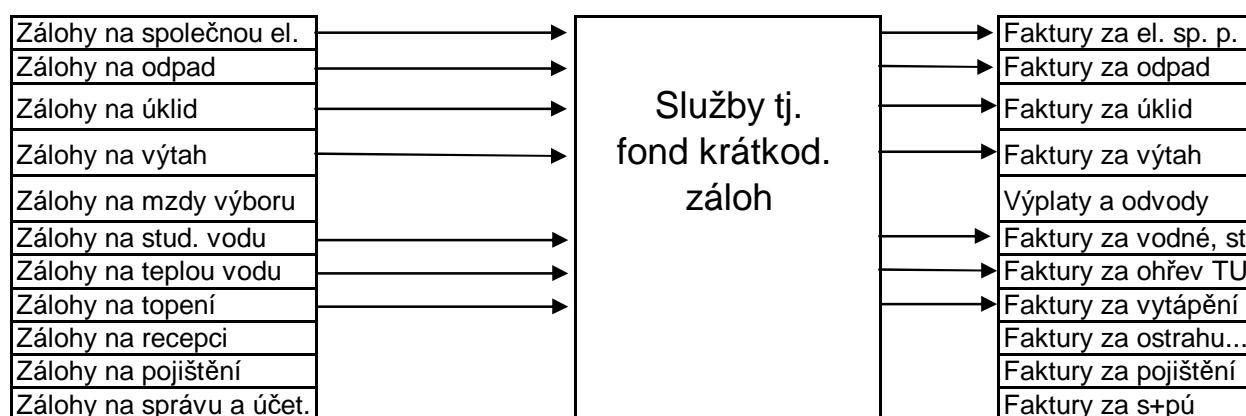 Zálohy na společnou el.
Zálohy na odpad
Zálohy na úklid
Zálohy na výtah
Zálohy na mzdy výboru
Zálohy na stud. vodu
Zálohy na teplou vodu
Zálohy na topení
Zálohy na recepci
Zálohy na pojištění
Zálohy na správu a účet.
Služby tj.
fond krátkod.
záloh
Faktury za el. sp. p.
Faktury za odpad
Faktury za úklid
Faktury za výtah
Výplaty a odvody
Faktury za vodné, st
Faktury za ohřev TU
Faktury za vytápění
Faktury za ostrahu...
Faktury za pojištění
Faktury za s+pú